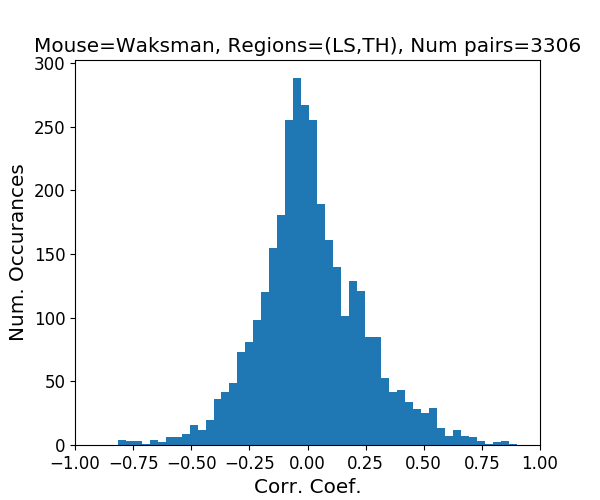 Mouse=Waksman, Regions=(LS,TH), Num pairs=3306
300
250
200
150
100
50
0
Num. Occurances
−1.00 −0.75 −0.50 −0.25 0.00 0.25 0.50 0.75 1.00
Corr. Coef.